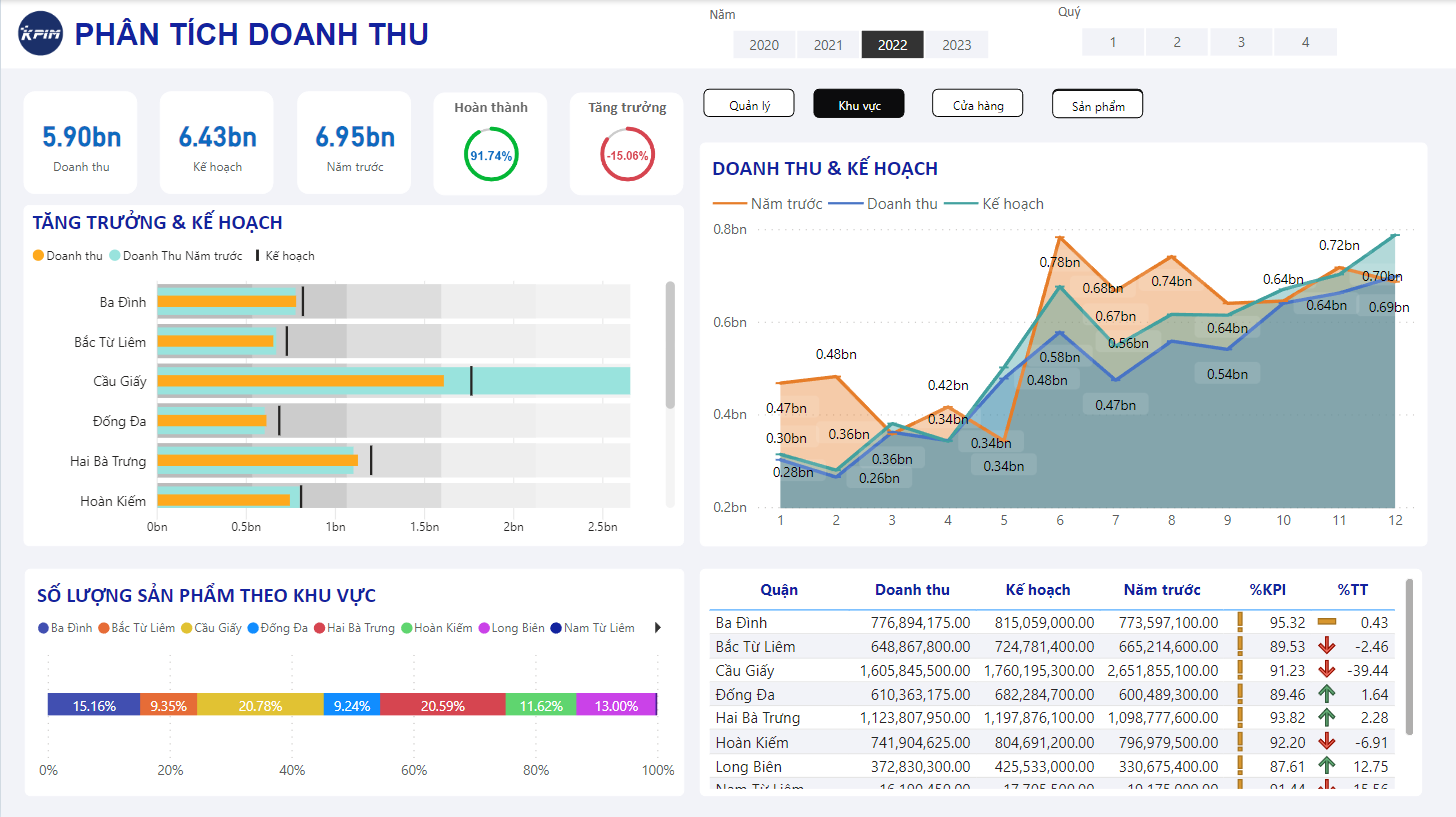 KPIM
PHÂN TÍCH DOANH THU
Năm
2020 2021 2022 2023
Quý
1 2 3 4
5.90bn
Doanh thu
6.43bn
Kế hoạch
6.95bn
Năm trước
Hoàn thành
91.74%
Tăng trưởng
-15.06%
Quản lý
Khu vực
Cửa hàng
Sản phẩm
TĂNG TRƯỞNG & KẾ HOẠCH
Doanh thu Doanh Thu Năm trước Kế hoạch
Ba Đình
Bắc Từ Liêm
Cầu Giấy
Đống Đa
Hai Bà Trưng
Hoàn Kiếm
0bn 0.5bn 1bn 1.5bn 2bn 2.5bn
DOANH THU & KẾ HOẠCH
Năm trước Doanh thu Kế hoạch
0.8bn
0.6bn
0.4bn
0.2bn
0.47bn
0.30bn
0.28bn
0.48bn
0.36bn
0.36bn
0.26bn
0.42bn
0.34bn
0.34bn
0.34bn
0.48bn
0.78bn
0.58bn
0.68bn
0.67bn
0.56bn
0.47bn
0.74bn
0.64bn
0.54bn
0.64bn
0.72bn
0.64bn
0.70bn
0.69bn
1 2 3 4 5 6 7 8 9 10 11 12
SỐ LƯỢNG SẢN PHẨM THEO KHU VỰC
Ba Đình Bắc Từ Liêm Cầu Giấy Đống Đa Hai Bà Trưng Hoàn Kiếm Long Biên Nam Từ Liêm
15.16% 9.35% 20.78% 9.24% 20.59% 11.62% 13.00%
0% 20% 40% 60% 80% 100%
Quận Doanh thu Kế hoạch Năm trước %KPI %TT
Ba Đình 776,894,175.00 815,059,000.00 773,597,100.00 95.32 0.43
Bắc Từ Liêm 648,867,800.00 724,781,400.00 665,214,600.00 89.53 -2.46
Cầu Giấy 1,605,845,500.00 1,760,195,300.00 2,651,855,100.00 91.23 -39.44
Đống Đa 610,363,175.00 682,284,700.00 600,489,300.00 89.46 1.64
Hai Bà Trưng 1,123,807,950.00 1,197,876,100.00 1,098,777,600.00 93.82 2.28
Hoàn Kiếm 741,904,625.00 804,691,200.00 796,979,500.00 92.20 -6.91
Long Biên 372,830,300.00 425,533,000.00 330,675,400.00 87.61 12.75
Nam Từ Liêm